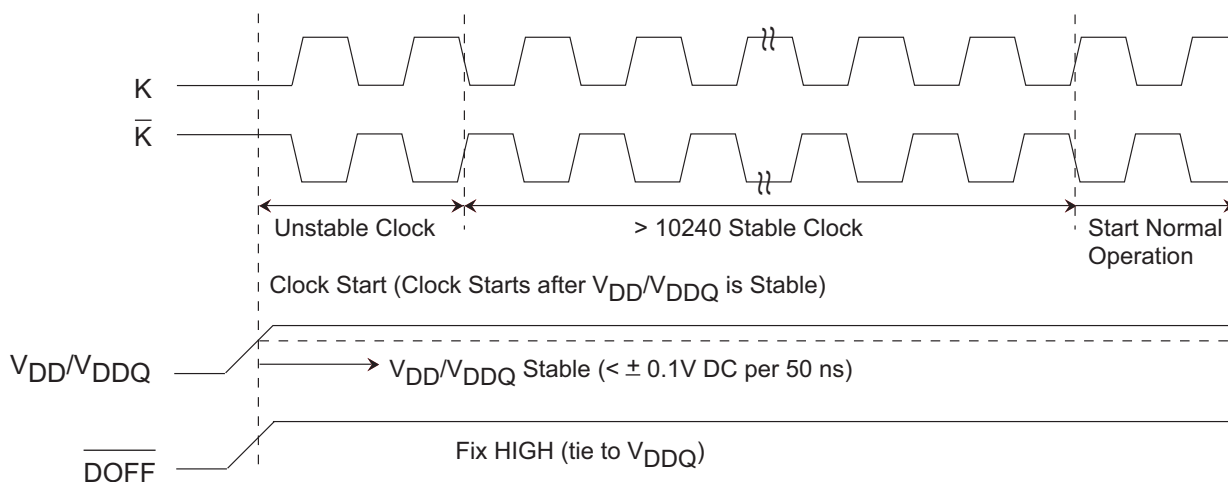 K
K̅
Unstable Clock
> 10240 Stable Clock
Start Normal
Operation
Clock Start (Clock Starts after VDD/VDDQ is Stable)
VDD/VDDQ
VDD/VDDQ Stable (< ± 0.1V DC per 50 ns)
Fix HIGH (tie to VDDQ)
D̅O̅F̅F̅